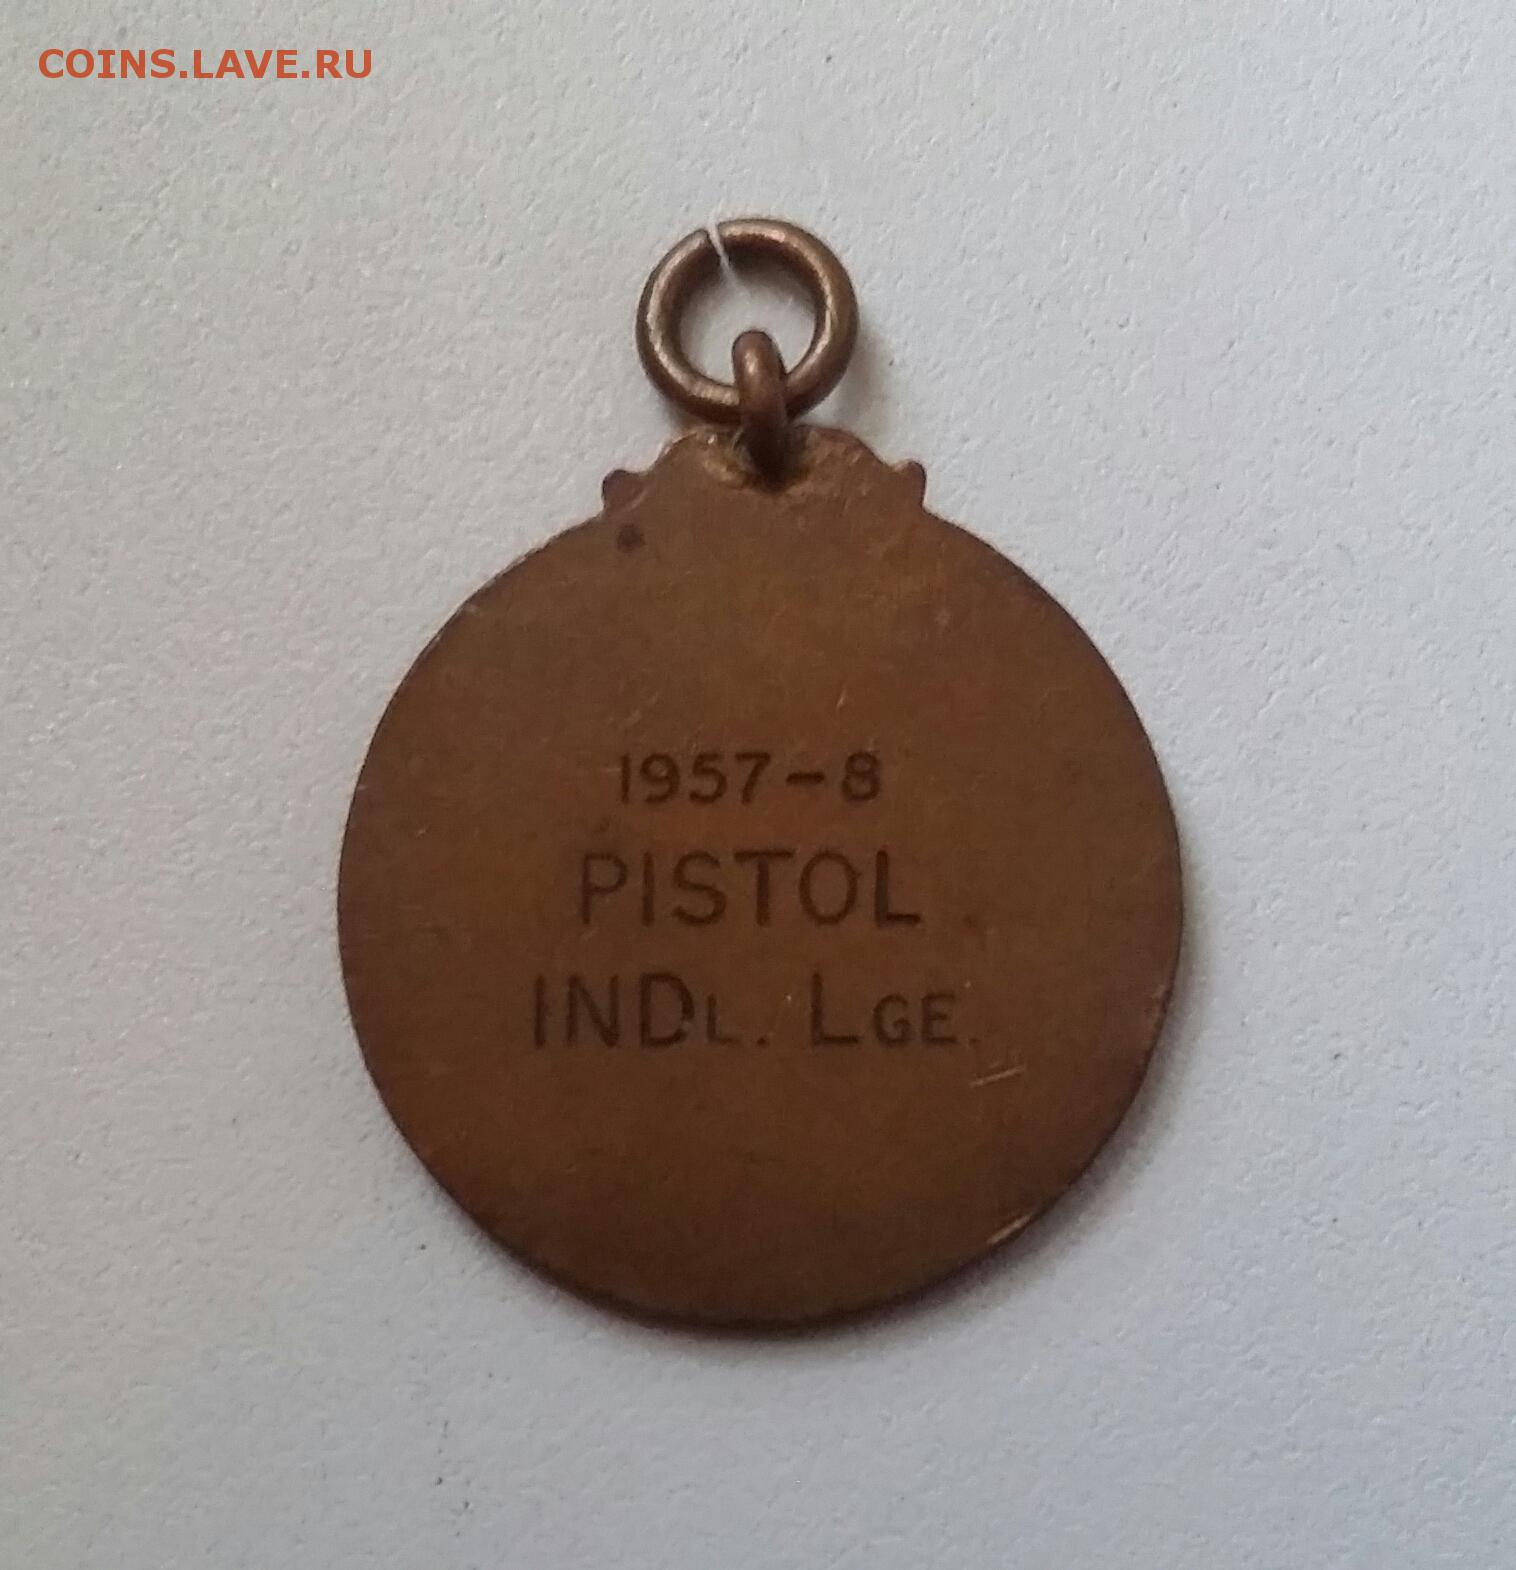 COINS.LAVE.RU
1957-8
PISTOL
INDL. LGE.